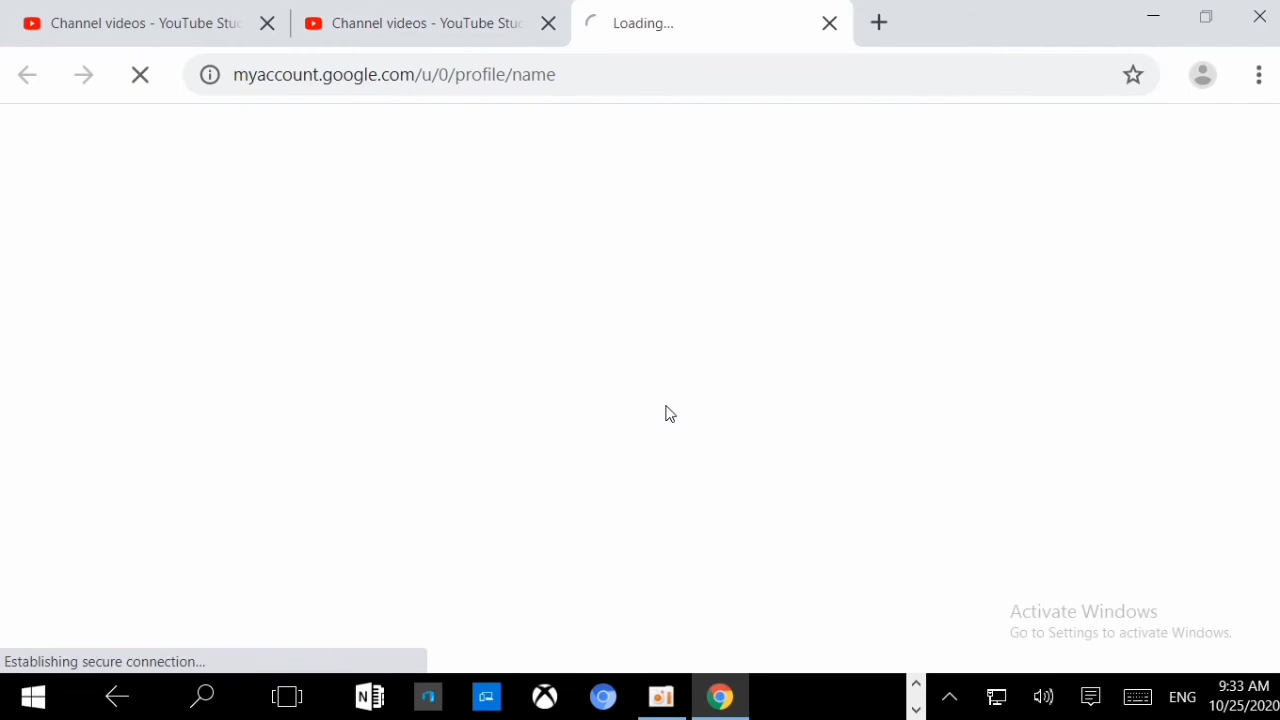 Channel videos - YouTube Stu
Channel videos - YouTube Stu
Loading...
myaccount.google.com/u/0/profile/name
Activate Windows
Go to Settings to activate Windows.
Establishing secure connection...
N
ENG
9:33 AM
10/25/2020